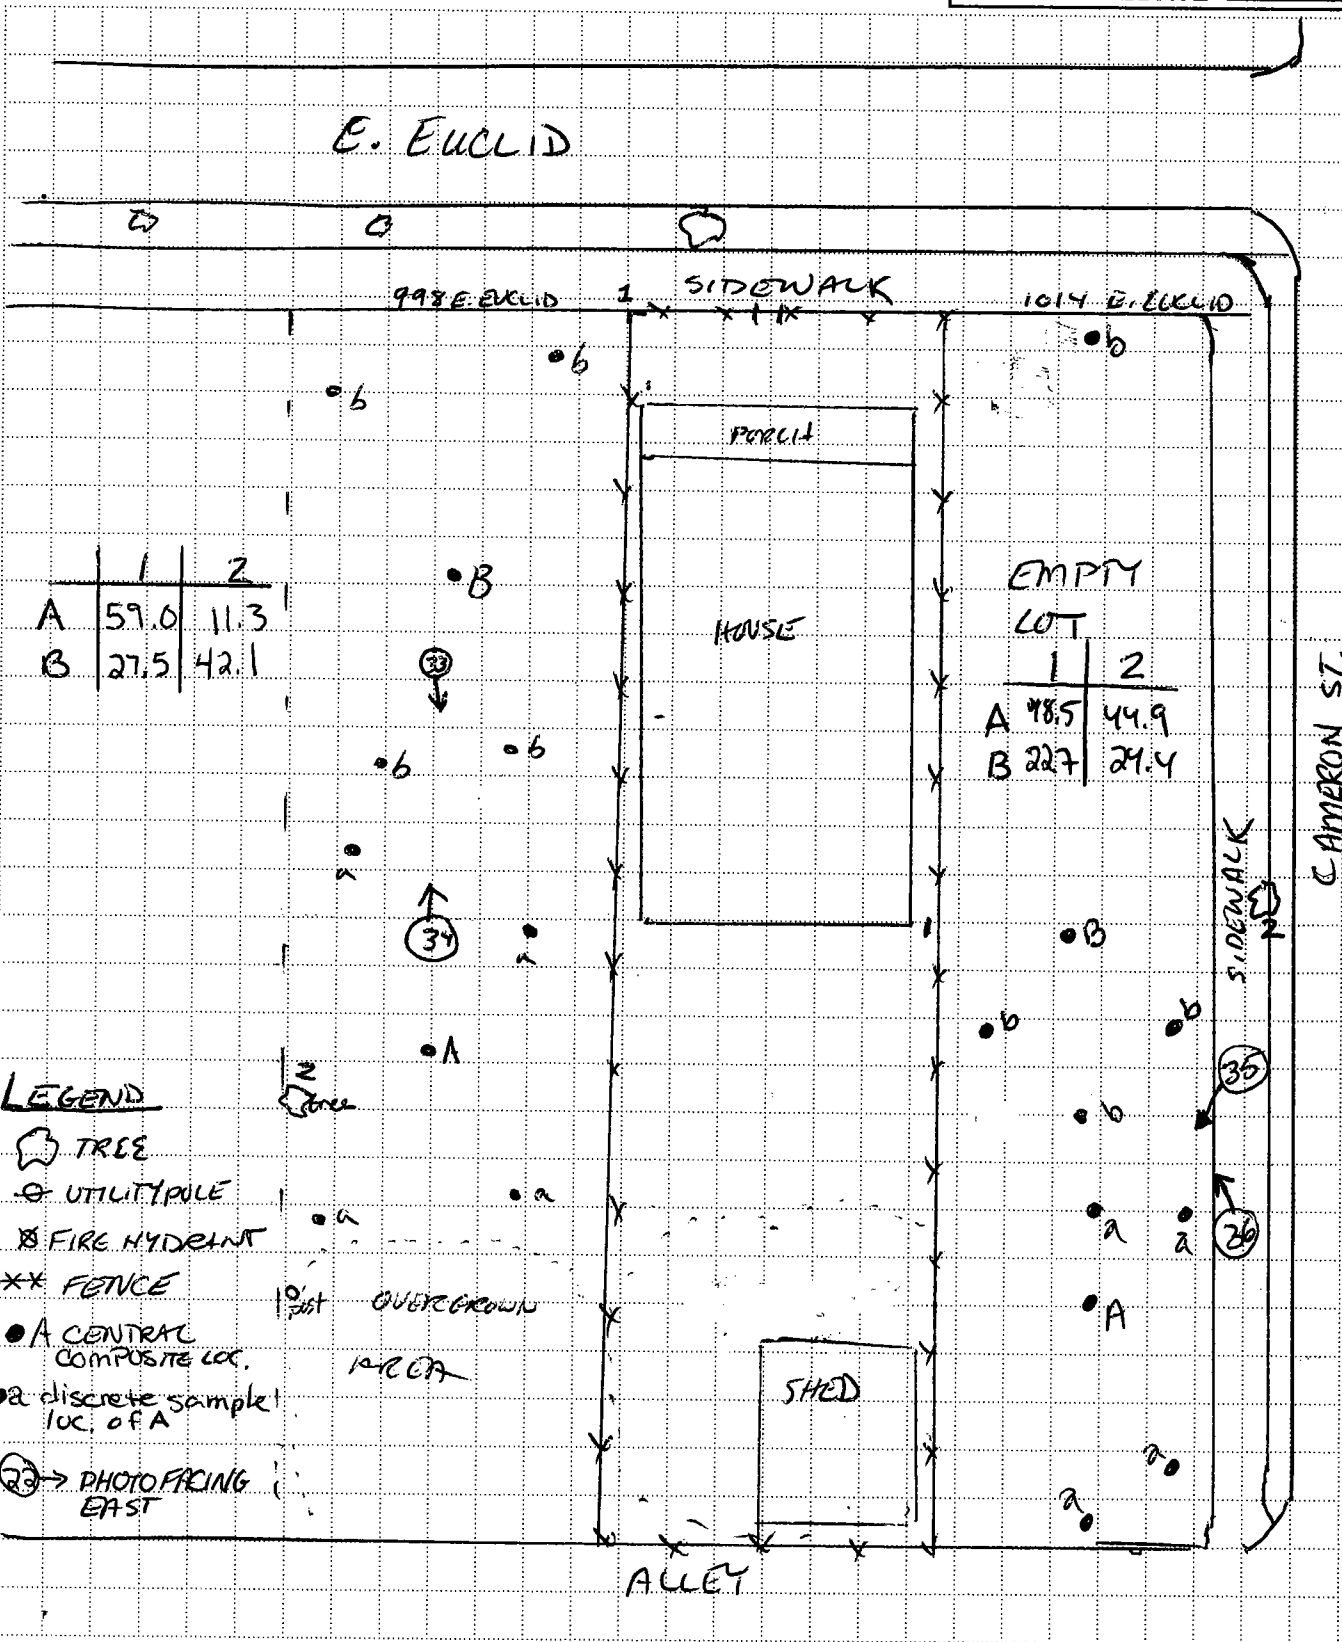 E. EUCLID
SIDEWALK
998 E. EUCLID
1
1014 E. EUCLID
b
b
b
PORCH
1 2
A 59.0 11.3
B 27.5 42.1
B
33
HOUSE
EMPTY
LOT
1 2
A 48.5 44.9
B 227 24.4
CAMERON ST.
b
b
a
34
a
SIDEWALK
2
B
b
b
A
35
2
tree
b
LEGEND
TREE
UTILITY POLE
FIRE HYDRANT
FENCE
A CENTRAL
COMPOSITE LOC.
a discrete sample
loc. of A
23 → PHOTO FACING
EAST
a
a
a
a
36
post
OVERGROWN
AREA
A
SHED
a
a
ALLEY